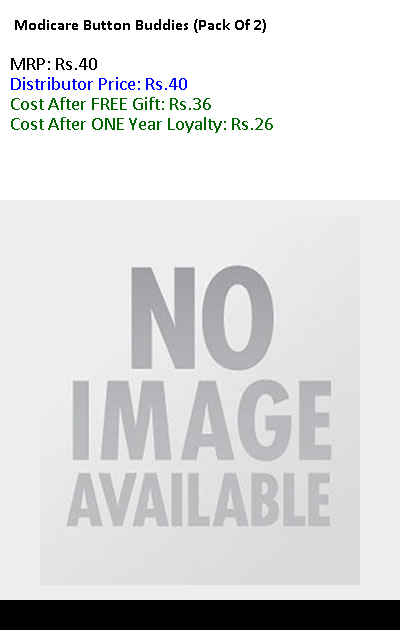 Modicare Button Buddies (Pack Of 2)
MRP: Rs.40
Distributor Price: Rs.40
Cost After FREE Gift: Rs.36
Cost After ONE Year Loyalty: Rs.26
NO
IMAGE
AVAILABLE